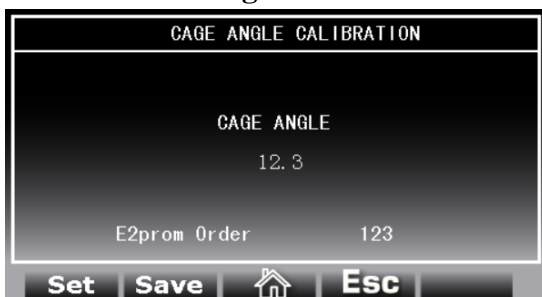 CAGE ANGLE CALIBRATION
CAGE ANGLE
12.3
E2prom Order 123
Set Save Esc